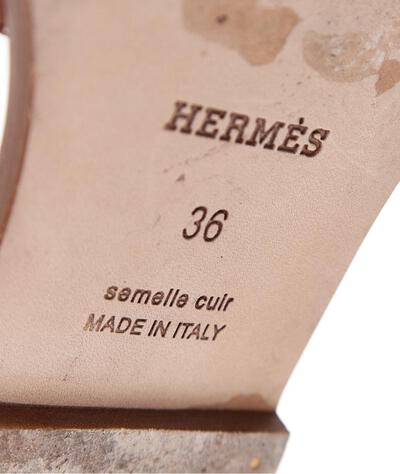 HERMÈS
36
semelle cuir
MADE IN ITALY